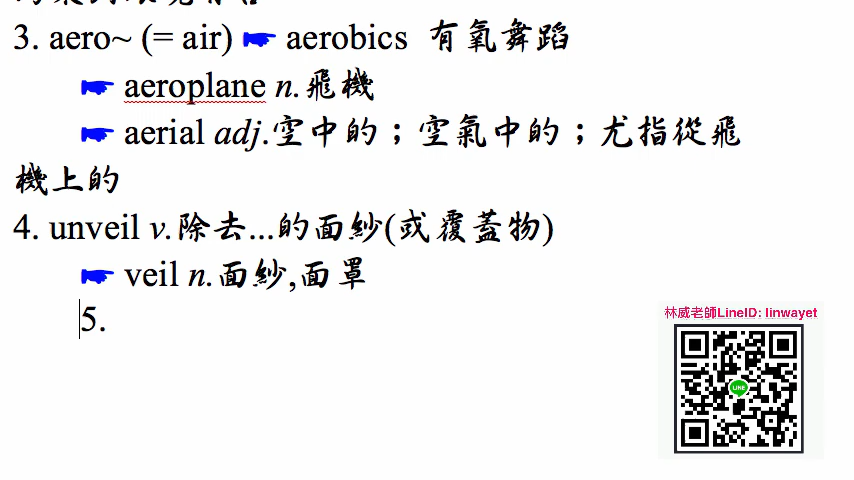 3. aero~ (= air) ☛ aerobics 有氧舞蹈
☛ aeroplane n.飛機
☛ aerial adj.空中的；空氣中的；尤指從飛
機上的
4. unveil v.除去...的面紗(或覆蓋物)
☛ veil n.面紗,面罩
5.
林威老師LineID: linwayet
LINE